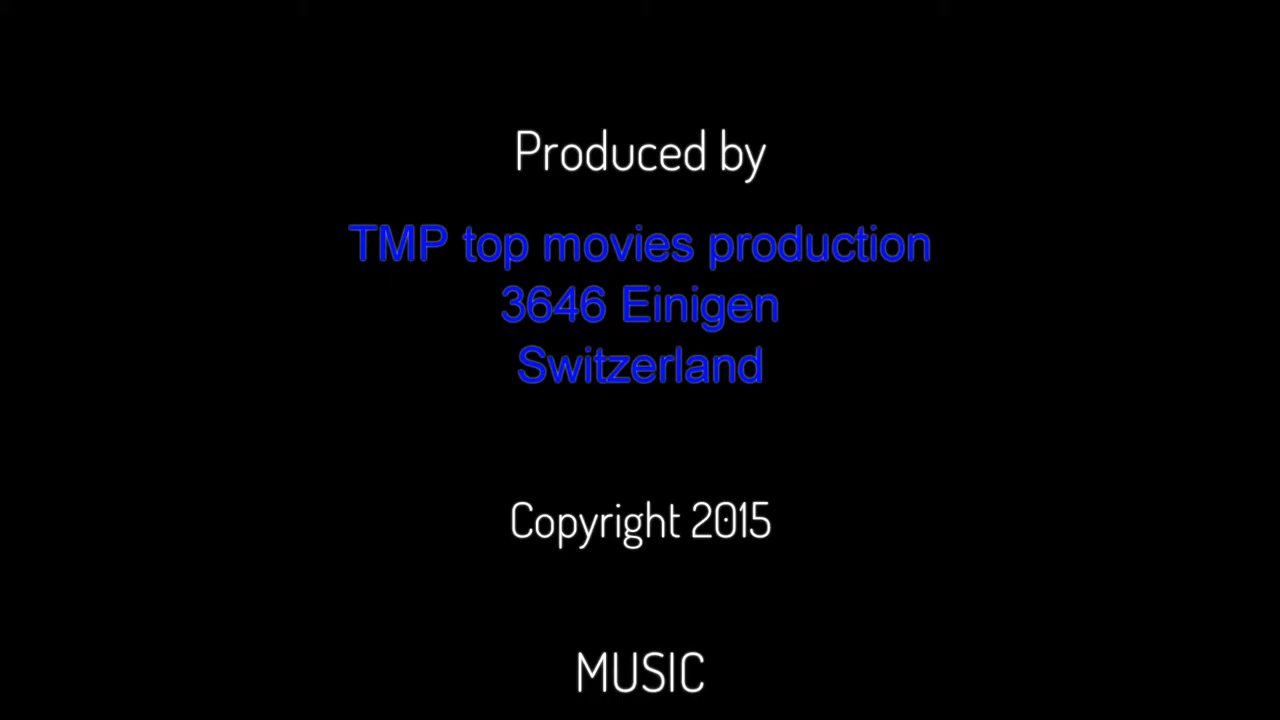 Produced by
TMP top movies production
3646 Einigen
Switzerland
Copyright 2015
MUSIC